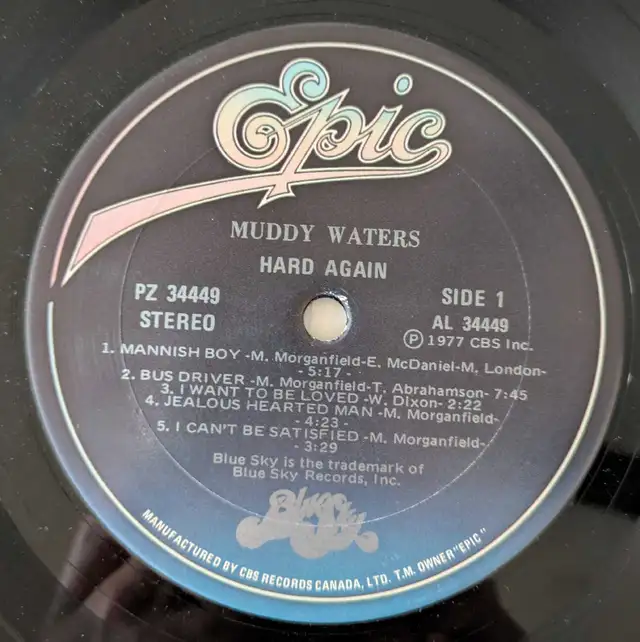 Epic
MUDDY WATERS
HARD AGAIN
PZ 34449
STEREO
SIDE 1
AL 34449
Ⓟ 1977 CBS Inc.
1. MANNISH BOY -M. Morganfield-E. McDaniel-M. London-
- 5:17 -
2. BUS DRIVER -M. Morganfield-T. Abrahamson- 7:45
3. I WANT TO BE LOVED -W. Dixon- 2:22
4. JEALOUS HEARTED MAN -M. Morganfield-
- 4:23 -
5. I CAN'T BE SATISFIED -M. Morganfield-
- 3:29
Blue Sky is the trademark of
Blue Sky Records, Inc.
Blue Sky
MANUFACTURED BY CBS RECORDS CANADA, LTD. T.M. OWNER "EPIC"